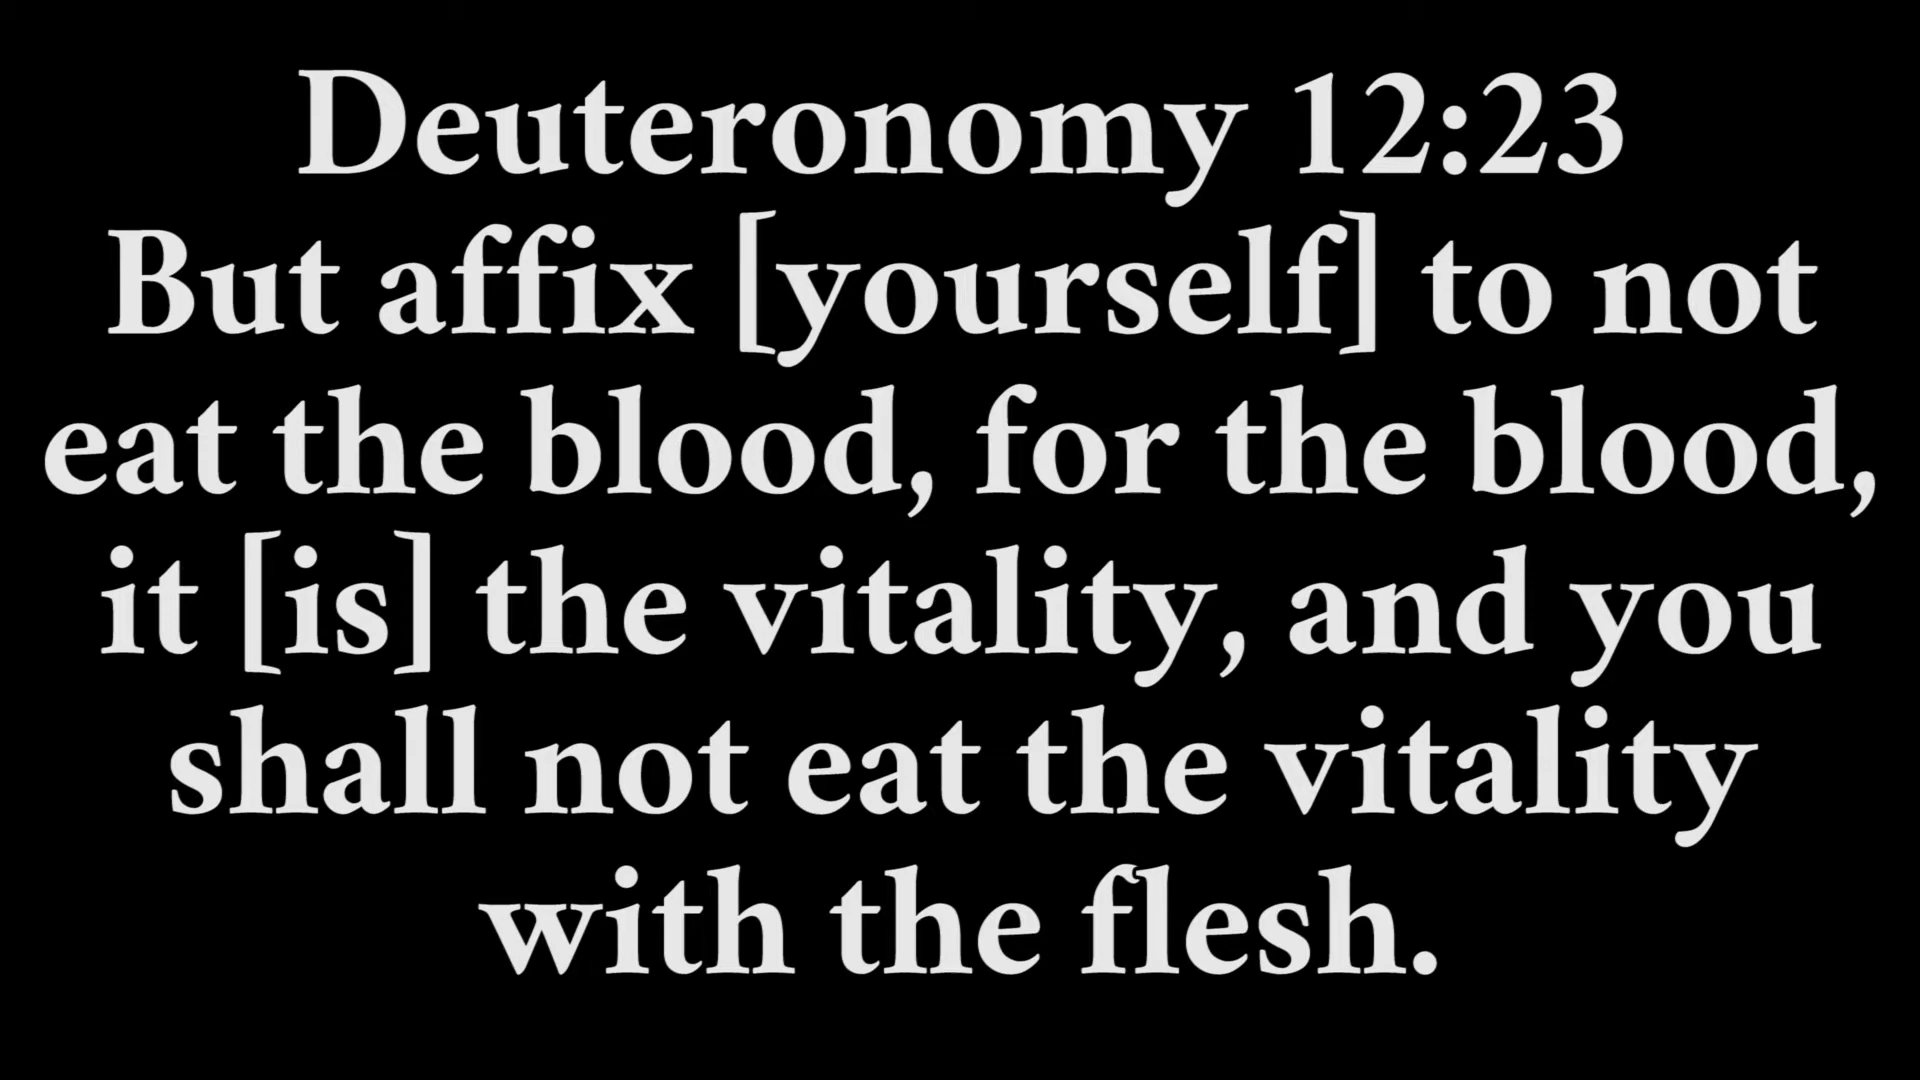 Deuteronomy 12:23
But affix [yourself] to not
eat the blood, for the blood,
it [is] the vitality, and you
shall not eat the vitality
with the flesh.